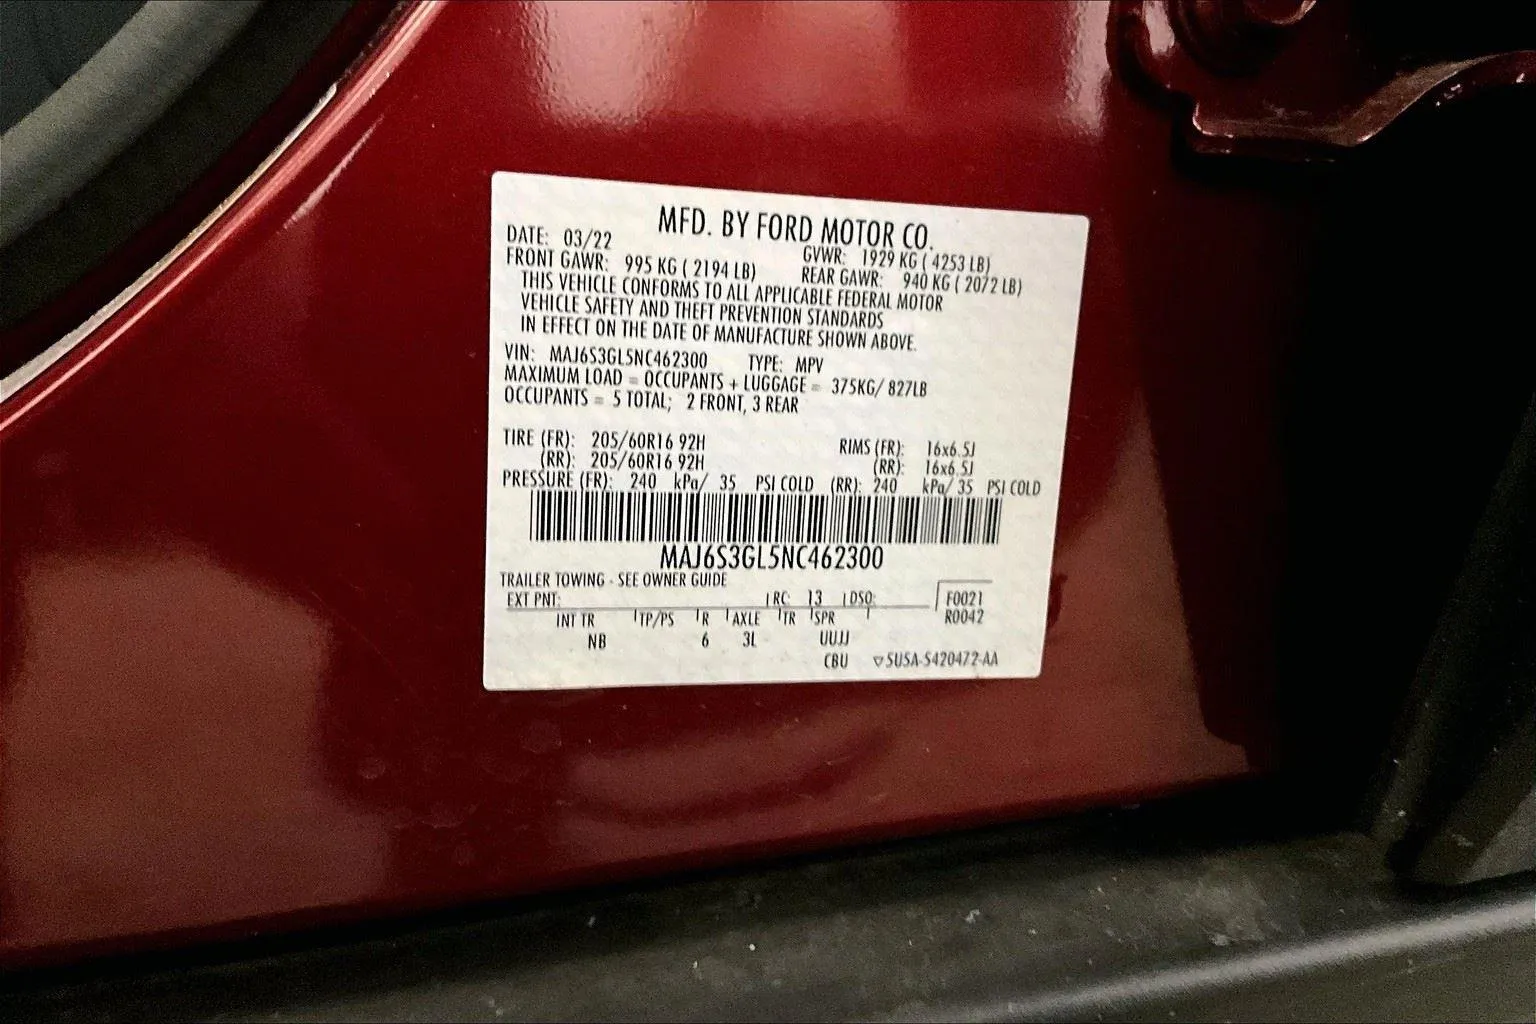 MFD. BY FORD MOTOR CO.
DATE: 03/22 GVWR: 1929 KG ( 4253 LB)
FRONT GAWR: 995 KG ( 2194 LB) REAR GAWR: 940 KG ( 2072 LB)
THIS VEHICLE CONFORMS TO ALL APPLICABLE FEDERAL MOTOR
VEHICLE SAFETY AND THEFT PREVENTION STANDARDS
IN EFFECT ON THE DATE OF MANUFACTURE SHOWN ABOVE.
VIN: MAJ6S3GL5NC462300 TYPE: MPV
MAXIMUM LOAD = OCCUPANTS + LUGGAGE = 375KG/ 827LB
OCCUPANTS = 5 TOTAL; 2 FRONT, 3 REAR
TIRE (FR): 205/60R16 92H RIMS (FR): 16x6.5J
(RR): 205/60R16 92H (RR): 16x6.5J
PRESSURE (FR): 240 kPa/ 35 PSI COLD (RR): 240 kPa/ 35 PSI COLD
MAJ6S3GL5NC462300
TRAILER TOWING - SEE OWNER GUIDE
EXT PNT: RC: 13 DSO: F0021
INT TR TP/PS R AXLE TR SPR R0042
NB 6 3L UUJJ
CBU ▽5U5A-S420472-AA